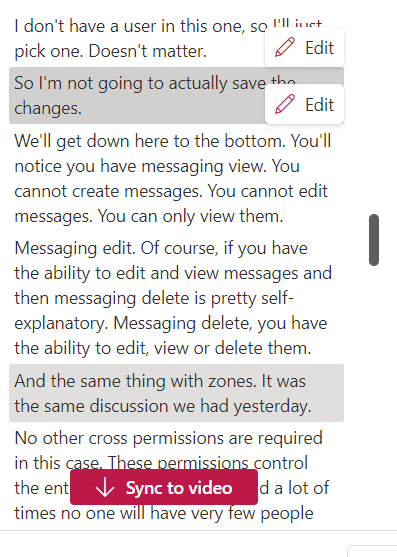 I don't have a user in this one, so I'll just
pick one. Doesn't matter.
Edit
So I'm not going to actually save the
changes.
Edit
We'll get down here to the bottom. You'll
notice you have messaging view. You
cannot create messages. You cannot edit
messages. You can only view them.
Messaging edit. Of course, if you have
the ability to edit and view messages and
then messaging delete is pretty self-
explanatory. Messaging delete, you have
the ability to edit, view or delete them.
And the same thing with zones. It was
the same discussion we had yesterday.
No other cross permissions are required
in this case. These permissions control
the a lot of
Sync to video
times no one will have very few people